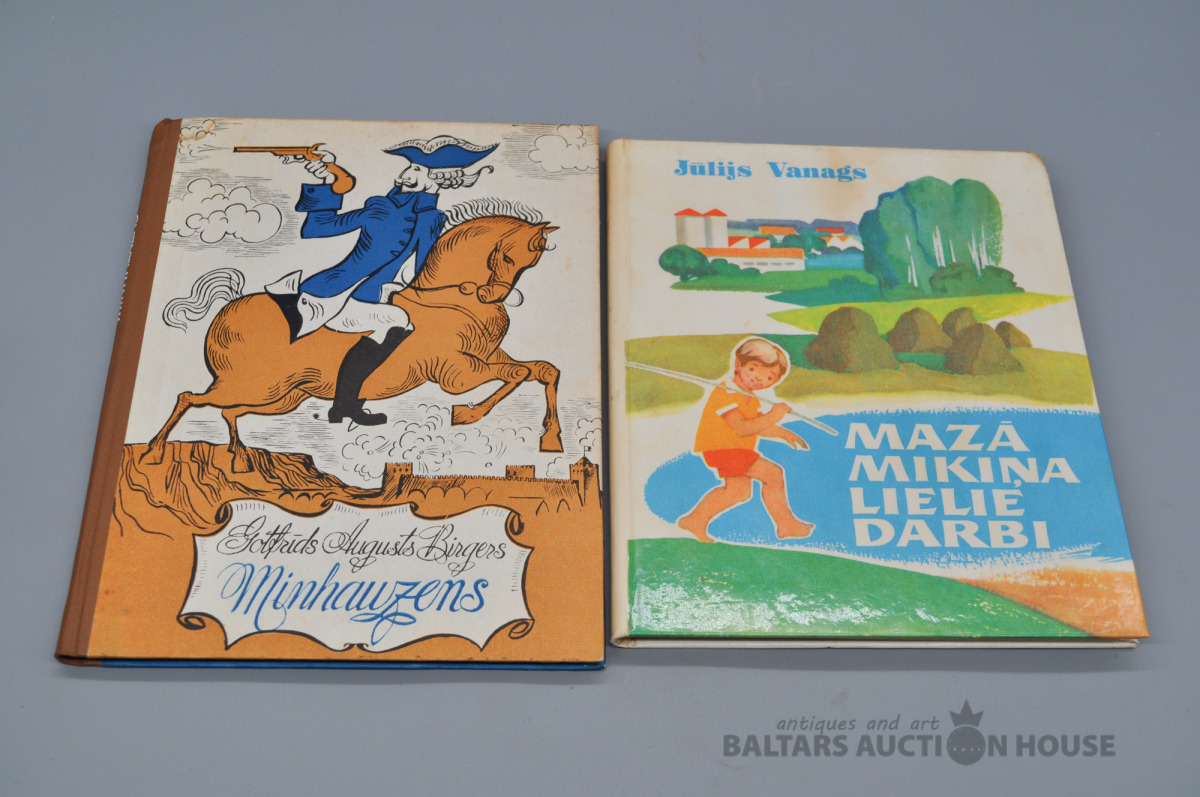 Gotfrīds Augusts Birgers
Minhauzens
Jūlijs Vanags
MAZĀ
MIKIŅA
LIELIE
DARBI
antiques and art
BALTARS AUCTION HOUSE